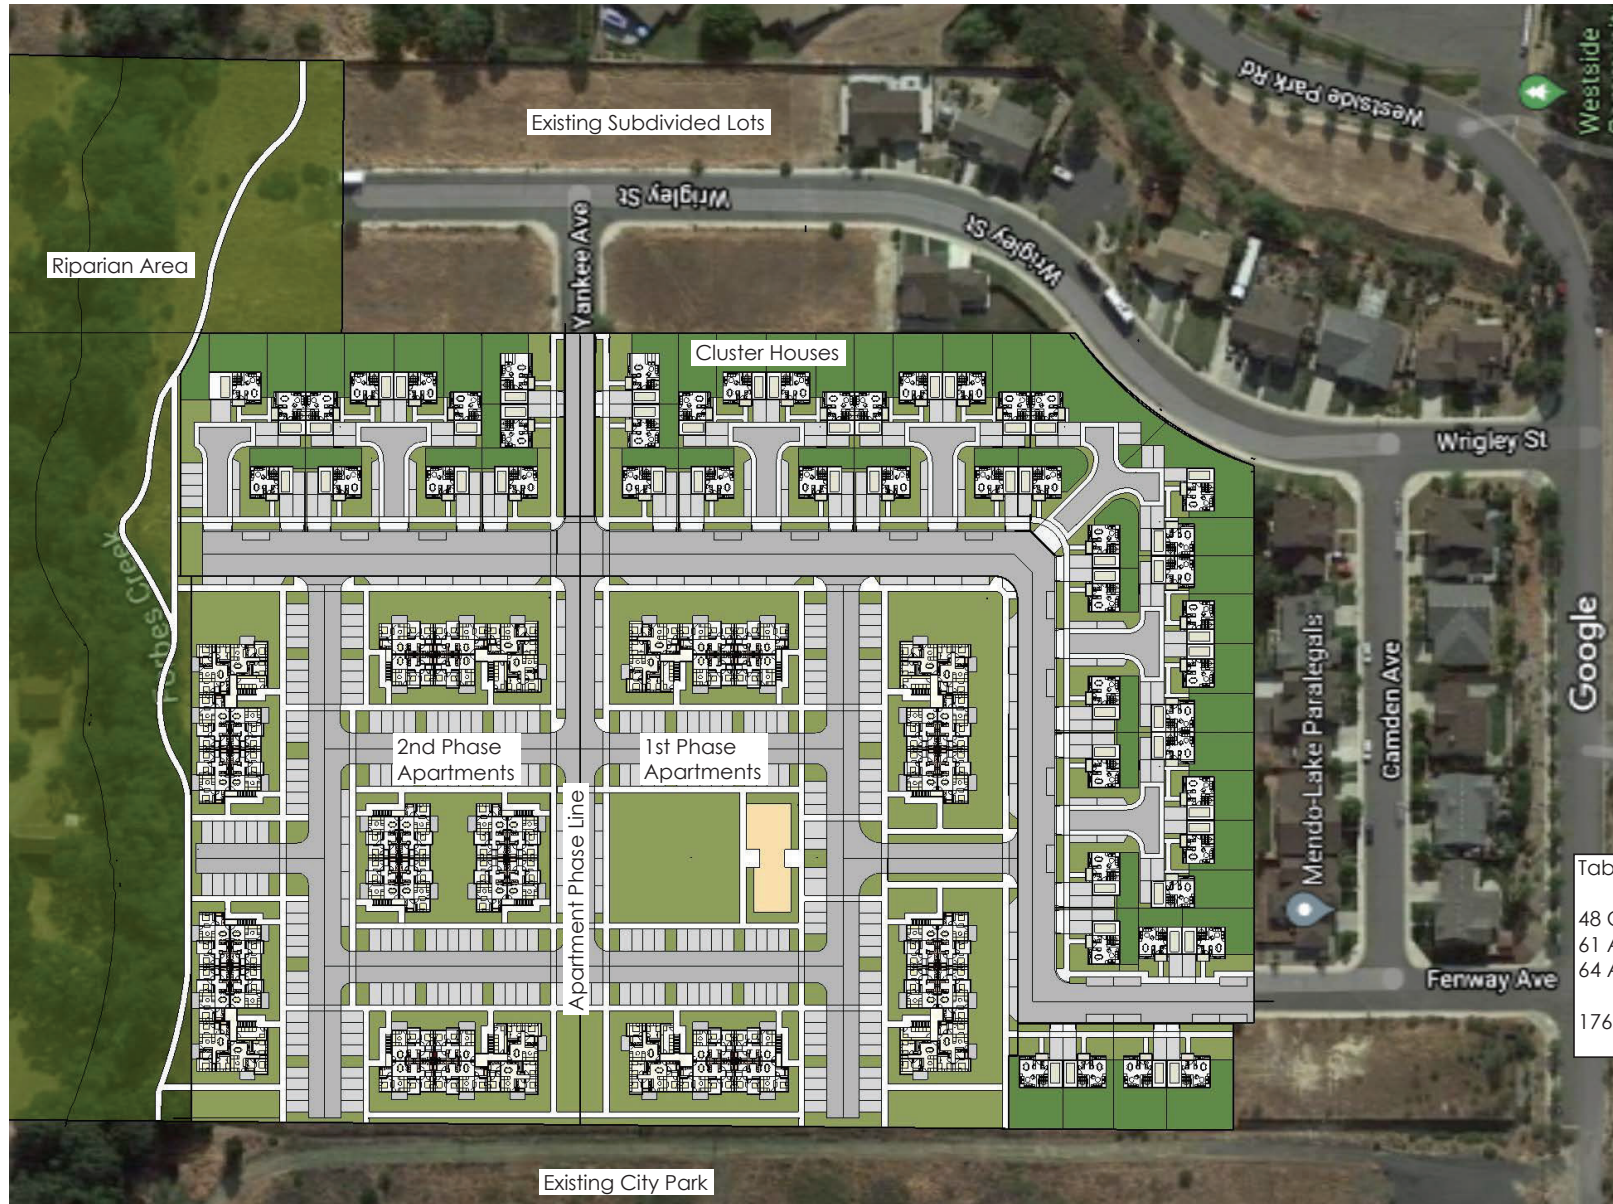 Westside
Westside Park Rd
Existing Subdivided Lots
Wrigley St
Wrigley St
Yankee Ave
Riparian Area
Cluster Houses
Wrigley St
Forbes Creek
Google
Mendo-Lake Paralegals
Camden Ave
2nd Phase
Apartments
1st Phase
Apartments
Apartment Phase Line
Tab
48 C
61 A
64 A
176
Fenway Ave
Existing City Park